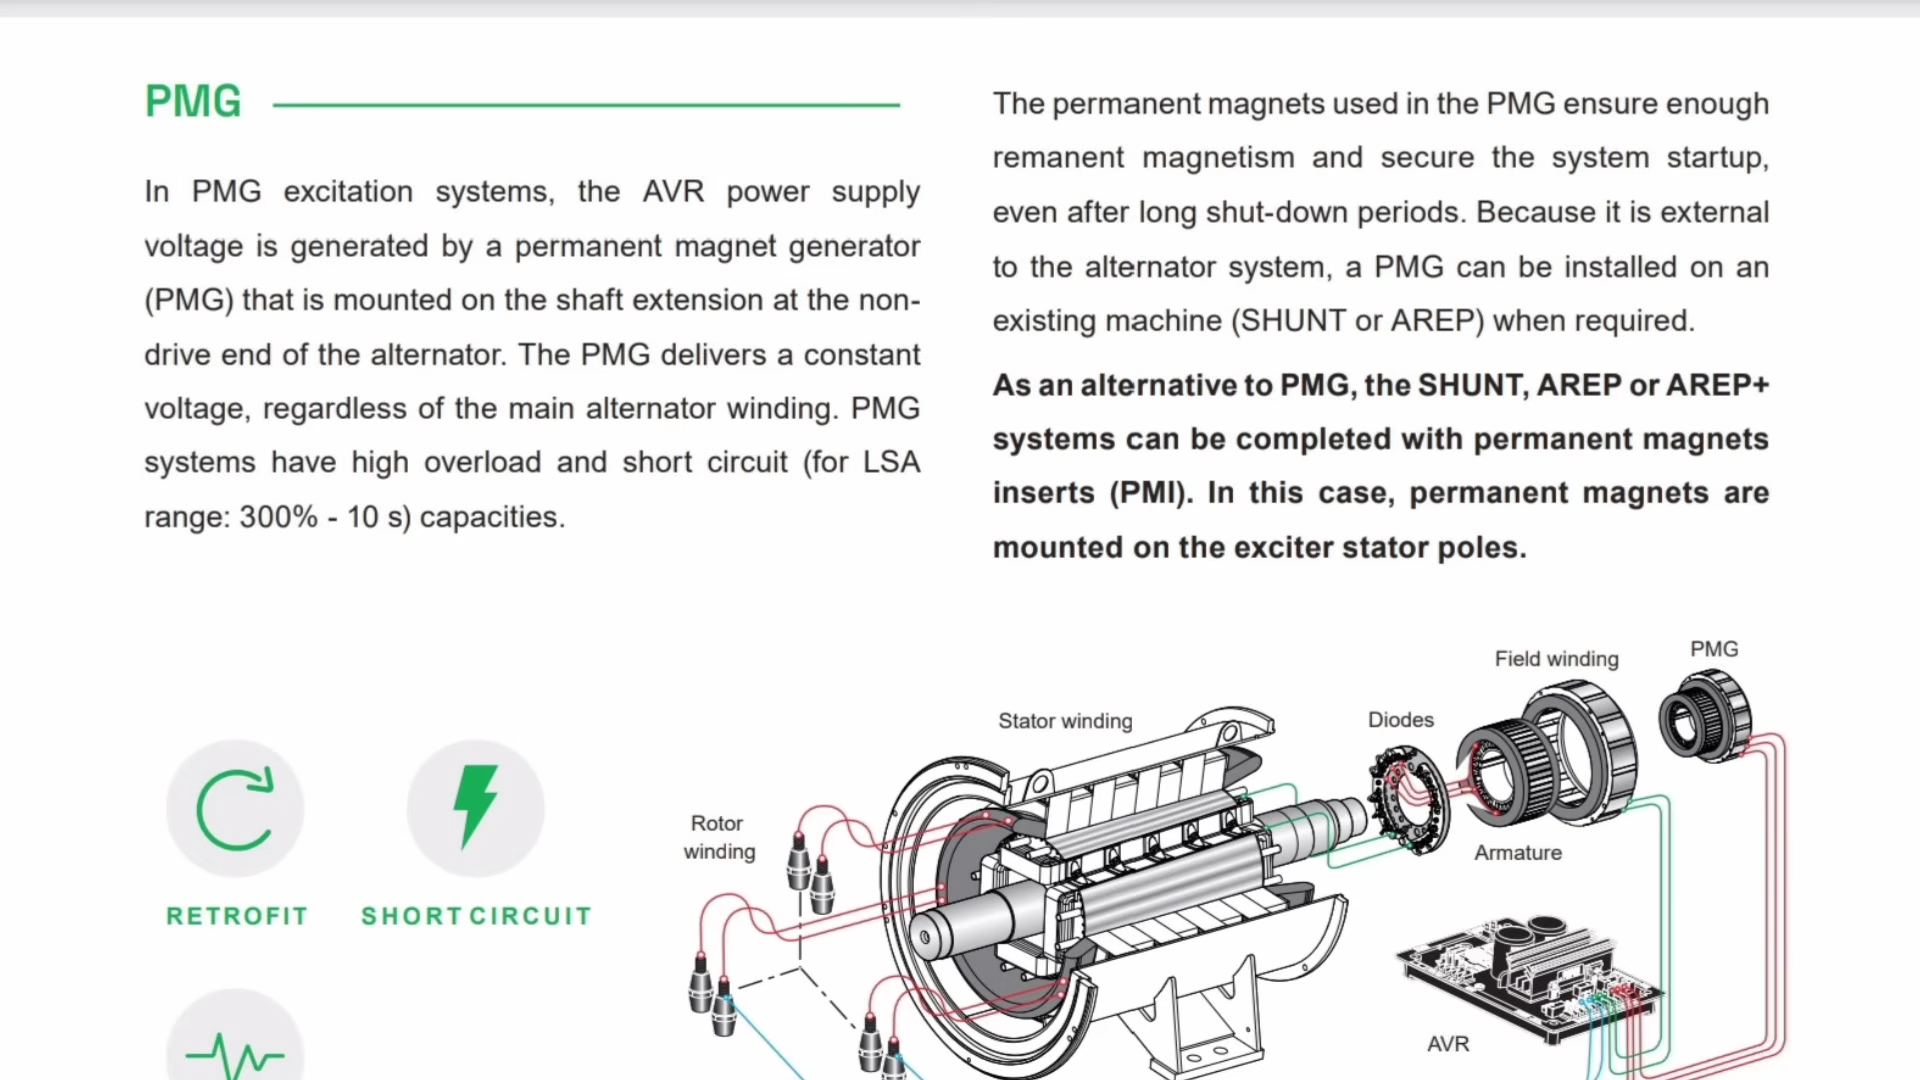 PMG
In PMG excitation systems, the AVR power supply
voltage is generated by a permanent magnet generator
(PMG) that is mounted on the shaft extension at the non-
drive end of the alternator. The PMG delivers a constant
voltage, regardless of the main alternator winding. PMG
systems have high overload and short circuit (for LSA
range: 300% - 10 s) capacities.
The permanent magnets used in the PMG ensure enough
remanent magnetism and secure the system startup,
even after long shut-down periods. Because it is external
to the alternator system, a PMG can be installed on an
existing machine (SHUNT or AREP) when required.
As an alternative to PMG, the SHUNT, AREP or AREP+
systems can be completed with permanent magnets
inserts (PMI). In this case, permanent magnets are
mounted on the exciter stator poles.
RETROFIT
SHORT CIRCUIT
PMG
Field winding
Stator winding
Diodes
Rotor
winding
Armature
AVR